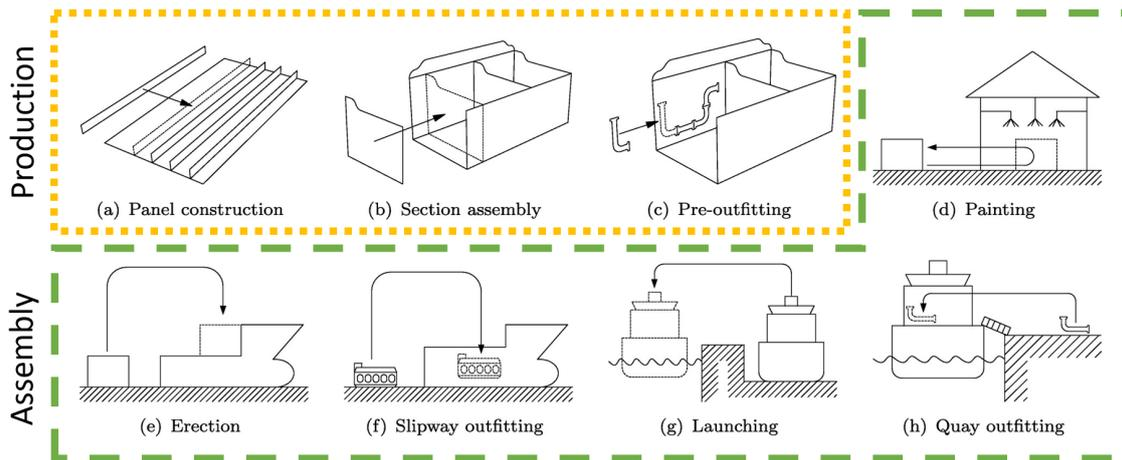 Production
(a) Panel construction
(b) Section assembly
(c) Pre-outfitting
(d) Painting
Assembly
(e) Erection
(f) Slipway outfitting
(g) Launching
(h) Quay outfitting